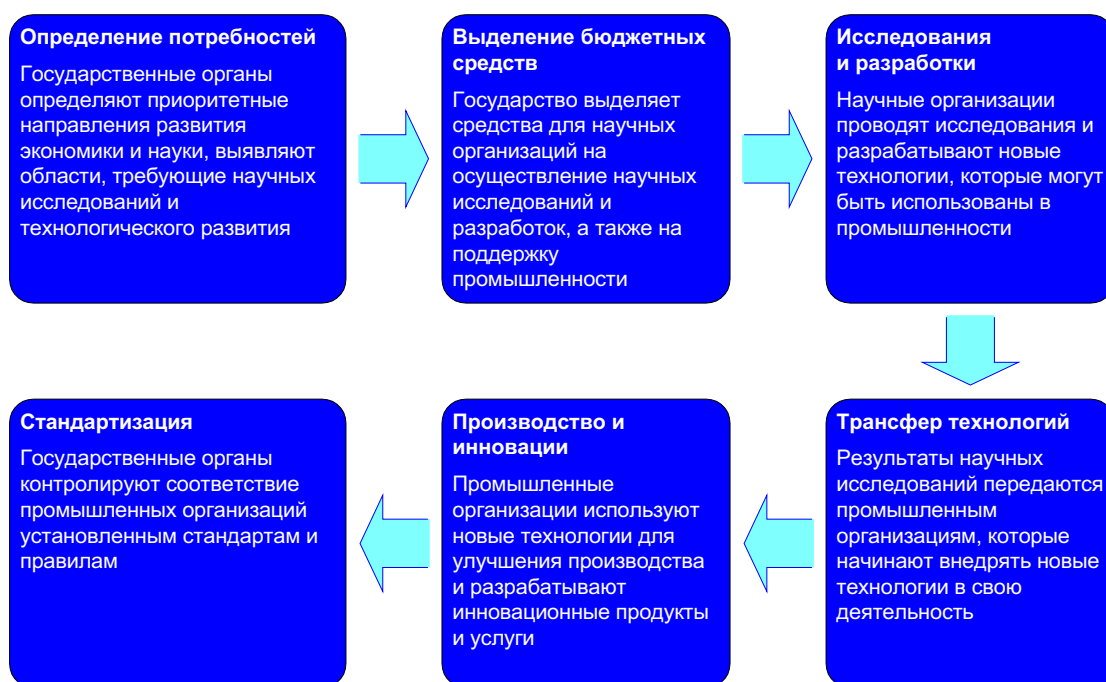 Определение потребностей
Государственные органы
определяют приоритетные
направления развития
экономики и науки, выявляют
области, требующие научных
исследований и
технологического развития
Выделение бюджетных
средств
Государство выделяет
средства для научных
организаций на
осуществление научных
исследований и
разработок, а также на
поддержку
промышленности
Исследования
и разработки
Научные организации
проводят исследования и
разрабатывают новые
технологии, которые могут
быть использованы в
промышленности
Трансфер технологий
Результаты научных
исследований передаются
промышленным
организациям, которые
начинают внедрять новые
технологии в свою
деятельность
Производство и
инновации
Промышленные
организации используют
новые технологии для
улучшения производства
и разрабатывают
инновационные продукты
и услуги
Стандартизация
Государственные органы
контролируют соответствие
промышленных организаций
установленным стандартам и
правилам